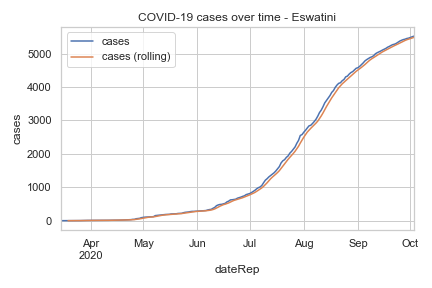 COVID-19 cases over time - Eswatini
cases
cases (rolling)
5000
4000
3000
2000
1000
0
cases
Apr
2020
May
Jun
Jul
Aug
Sep
Oct
dateRep